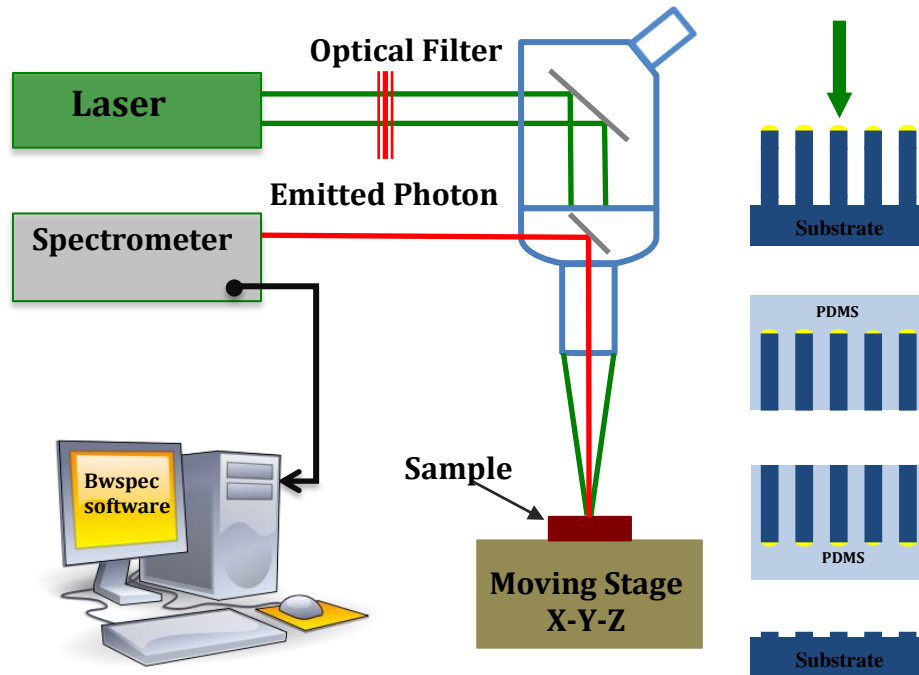 Optical Filter
Laser
Emitted Photon
Spectrometer
Bwspec
software
Sample
Moving Stage
X-Y-Z
Substrate
PDMS
PDMS
Substrate